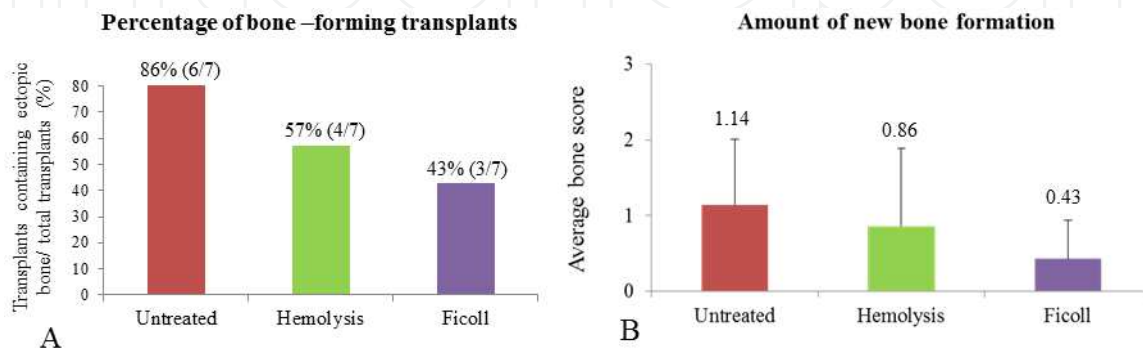 Percentage of bone –forming transplants
Transplants containing ectopic
bone/ total transplants (%)
80
70
60
50
40
30
20
10
0
86% (6/7)
57% (4/7)
43% (3/7)
Untreated
Hemolysis
Ficoll
A
Amount of new bone formation
Average bone score
3
2
1
0
1.14
0.86
0.43
Untreated
Hemolysis
Ficoll
B